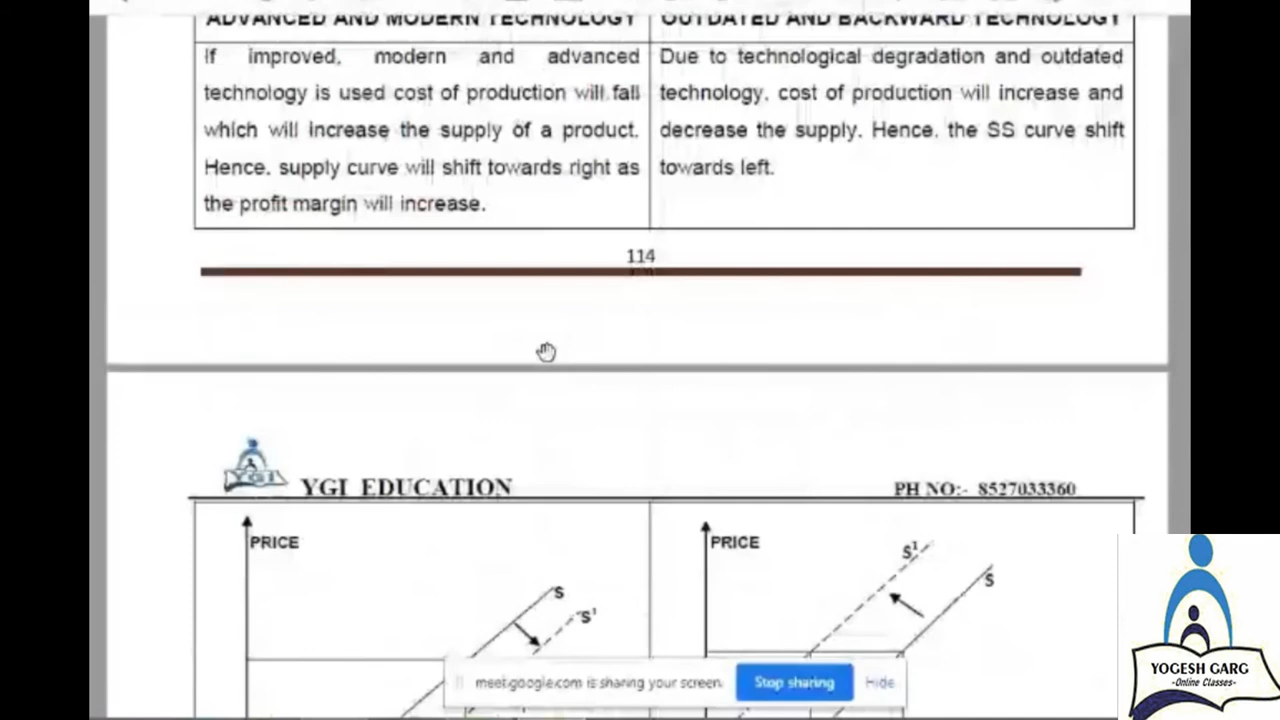 ADVANCED AND MODERN TECHNOLOGY
OUTDATED AND BACKWARD TECHNOLOGY
If improved, modern and advanced
technology is used cost of production will fall
which will increase the supply of a product.
Hence, supply curve will shift towards right as
the profit margin will increase.
Due to technological degradation and outdated
technology, cost of production will increase and
decrease the supply. Hence, the SS curve shift
towards left.
114
YGI
YGI EDUCATION
PH NO:- 8527033360
PRICE
S
S¹
PRICE
S¹
S
meet.google.com is sharing your screen.
Stop sharing
Hide
YOGESH GARG
-Online Classes-